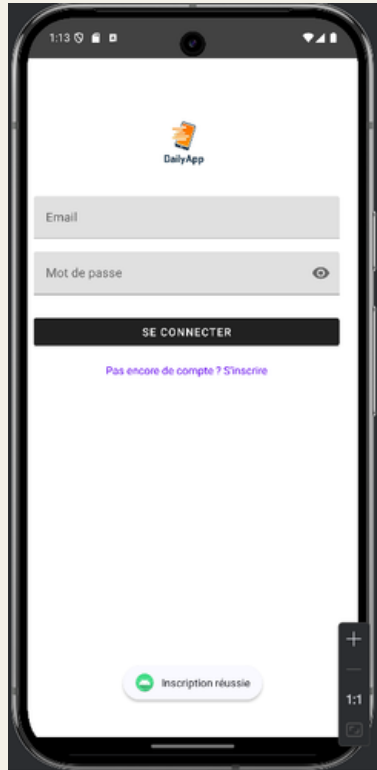 1:13
DailyApp
Email
Mot de passe
SE CONNECTER
Pas encore de compte ? S'inscrire
Inscription réussie
1:1